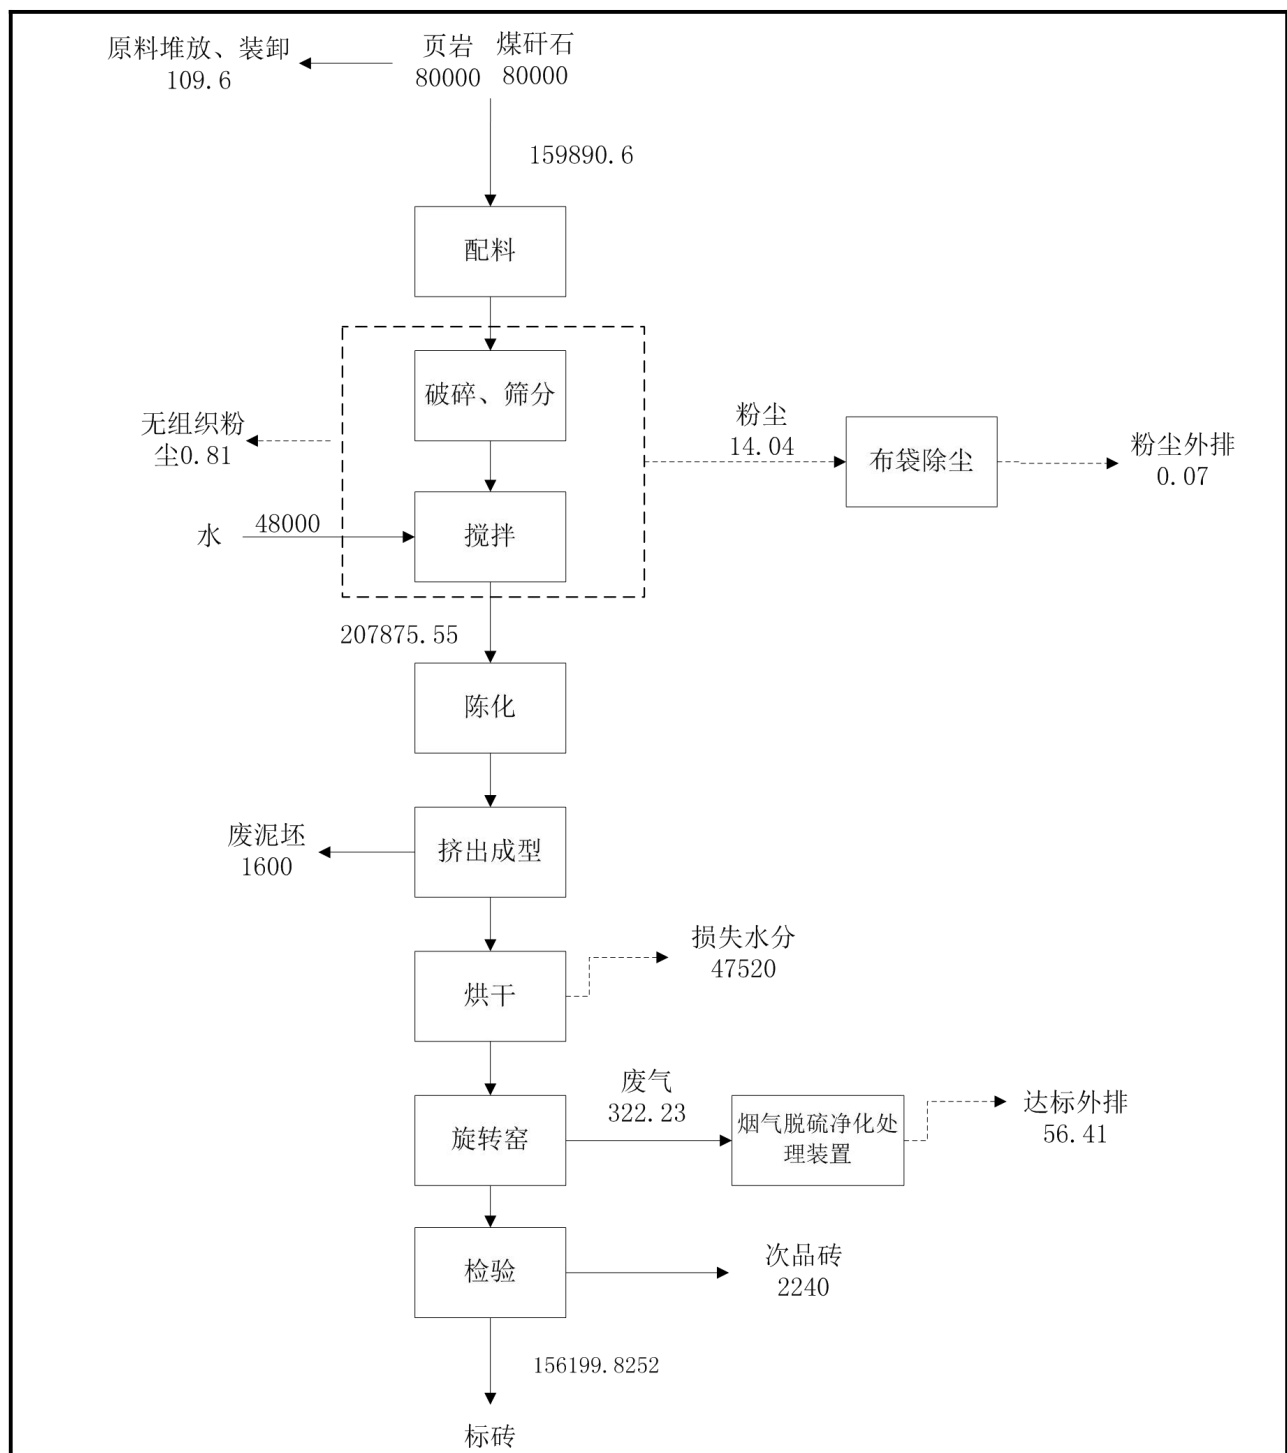 原料堆放、装卸
109.6
页岩
80000
煤矸石
80000
159890.6
配料
破碎、筛分
无组织粉
尘0.81
粉尘
14.04
布袋除尘
粉尘外排
0.07
水
48000
搅拌
207875.55
陈化
废泥坯
1600
挤出成型
损失水分
47520
烘干
废气
322.23
旋转窑
烟气脱硫净化处
理装置
达标外排
56.41
检验
次品砖
2240
156199.8252
标砖